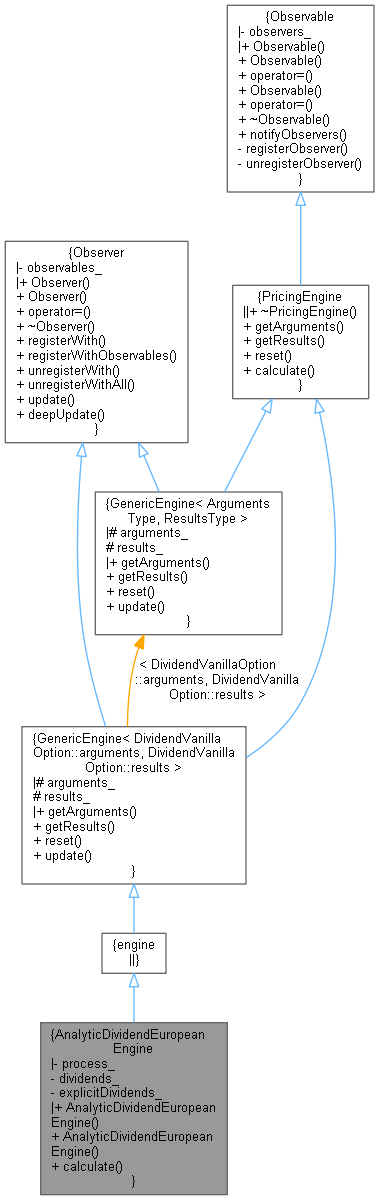 {Observable
|- observers_
|+ Observable()
+ Observable()
+ operator=()
+ Observable()
+ operator=()
+ ~Observable()
+ notifyObservers()
- registerObserver()
- unregisterObserver()
}
{Observer
|- observables_
|+ Observer()
+ Observer()
+ operator=()
+ ~Observer()
+ registerWith()
+ registerWithObservables()
+ unregisterWith()
+ unregisterWithAll()
+ update()
+ deepUpdate()
}
{PricingEngine
||+ ~PricingEngine()
+ getArguments()
+ getResults()
+ reset()
+ calculate()
}
{GenericEngine< Arguments
Type, ResultsType >
|# arguments_
# results_
|+ getArguments()
+ getResults()
+ reset()
+ update()
}
< DividendVanillaOption
::arguments, DividendVanilla
Option::results >
{GenericEngine< DividendVanilla
Option::arguments, DividendVanilla
Option::results >
|# arguments_
# results_
|+ getArguments()
+ getResults()
+ reset()
+ update()
}
{engine
||}
{AnalyticDividendEuropean
Engine
|- process_
- dividends_
- explicitDividends_
|+ AnalyticDividendEuropean
Engine()
+ AnalyticDividendEuropean
Engine()
+ calculate()
}